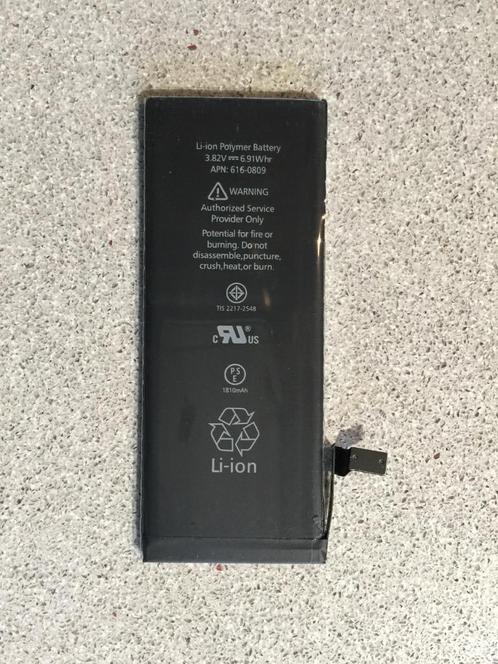 Li-ion Polymer Battery
3.82V ⎓ 6.91Whr
APN: 616-0809
⚠ WARNING
Authorized Service
Provider Only
Potential for fire or
burning. Do not
disassemble,puncture,
crush,heat,or burn.
TIS 2217-2548
c RU® US
PS
E
1810mAh
Li-ion